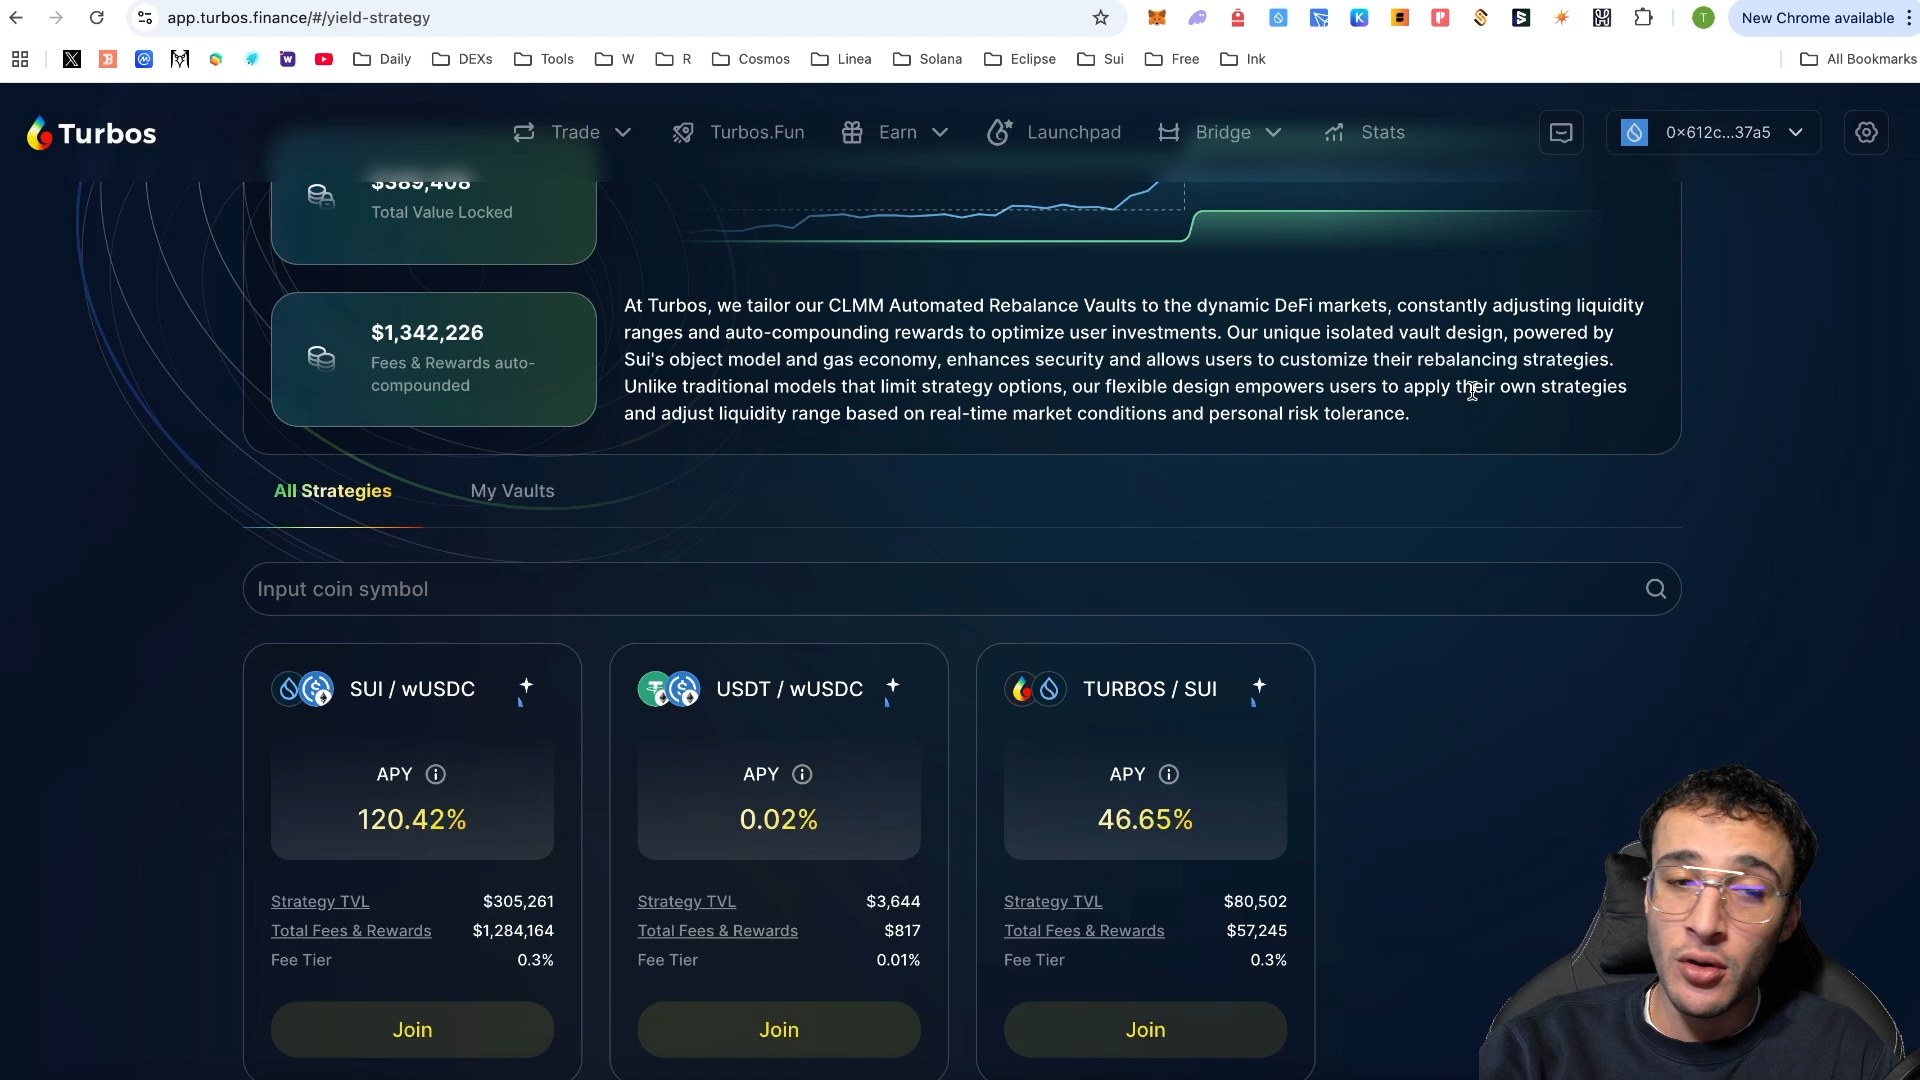 app.turbos.finance/#/yield-strategy
T
New Chrome available
Daily
DEXs
Tools
W
R
Cosmos
Linea
Solana
Eclipse
Sui
Free
Ink
All Bookmarks
Turbos
Trade
Turbos.Fun
Earn
Launchpad
Bridge
Stats
0×612c...37a5
$389,408
Total Value Locked
$1,342,226
Fees & Rewards auto-
compounded
At Turbos, we tailor our CLMM Automated Rebalance Vaults to the dynamic DeFi markets, constantly adjusting liquidity
ranges and auto-compounding rewards to optimize user investments. Our unique isolated vault design, powered by
Sui's object model and gas economy, enhances security and allows users to customize their rebalancing strategies.
Unlike traditional models that limit strategy options, our flexible design empowers users to apply their own strategies
and adjust liquidity range based on real-time market conditions and personal risk tolerance.
All Strategies
My Vaults
Input coin symbol
SUI / wUSDC
APY
120.42%
Strategy TVL $305,261
Total Fees & Rewards $1,284,164
Fee Tier 0.3%
Join
USDT / wUSDC
APY
0.02%
Strategy TVL $3,644
Total Fees & Rewards $817
Fee Tier 0.01%
Join
TURBOS / SUI
APY
46.65%
Strategy TVL $80,502
Total Fees & Rewards $57,245
Fee Tier 0.3%
Join